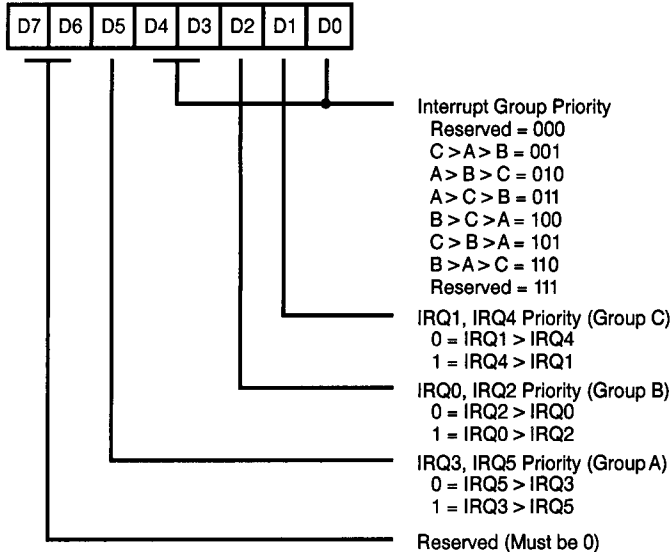 D7 D6 D5 D4 D3 D2 D1 D0
Interrupt Group Priority
Reserved = 000
C > A > B = 001
A > B > C = 010
A > C > B = 011
B > C > A = 100
C > B > A = 101
B > A > C = 110
Reserved = 111
IRQ1, IRQ4 Priority (Group C)
0 = IRQ1 > IRQ4
1 = IRQ4 > IRQ1
IRQ0, IRQ2 Priority (Group B)
0 = IRQ2 > IRQ0
1 = IRQ0 > IRQ2
IRQ3, IRQ5 Priority (Group A)
0 = IRQ5 > IRQ3
1 = IRQ3 > IRQ5
Reserved (Must be 0)